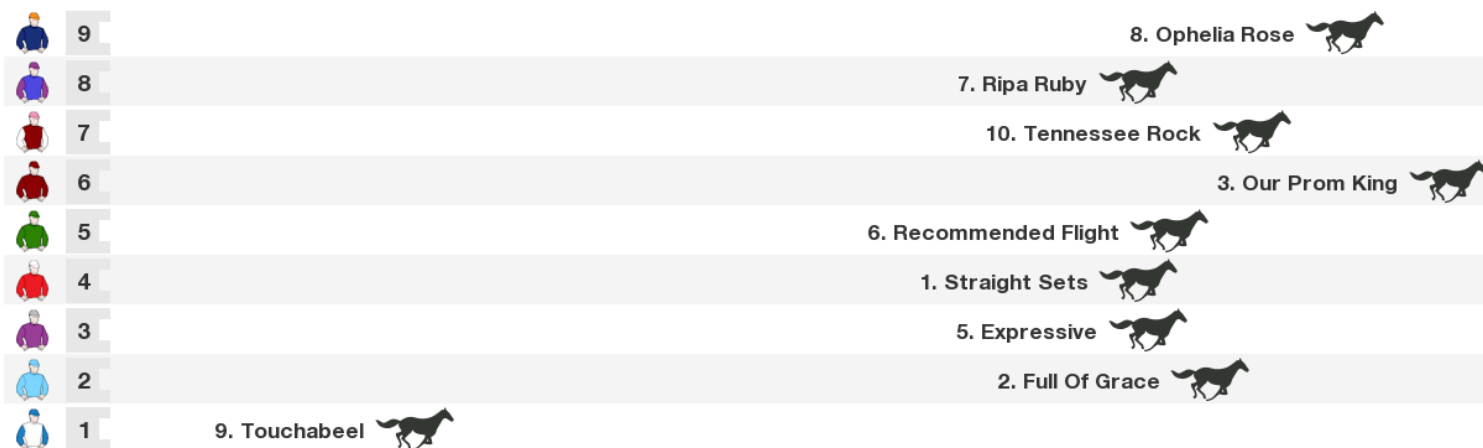 9 8. Ophelia Rose
8 7. Ripa Ruby
7 10. Tennessee Rock
6 3. Our Prom King
5 6. Recommended Flight
4 1. Straight Sets
3 5. Expressive
2 2. Full Of Grace
1 9. Touchabeel